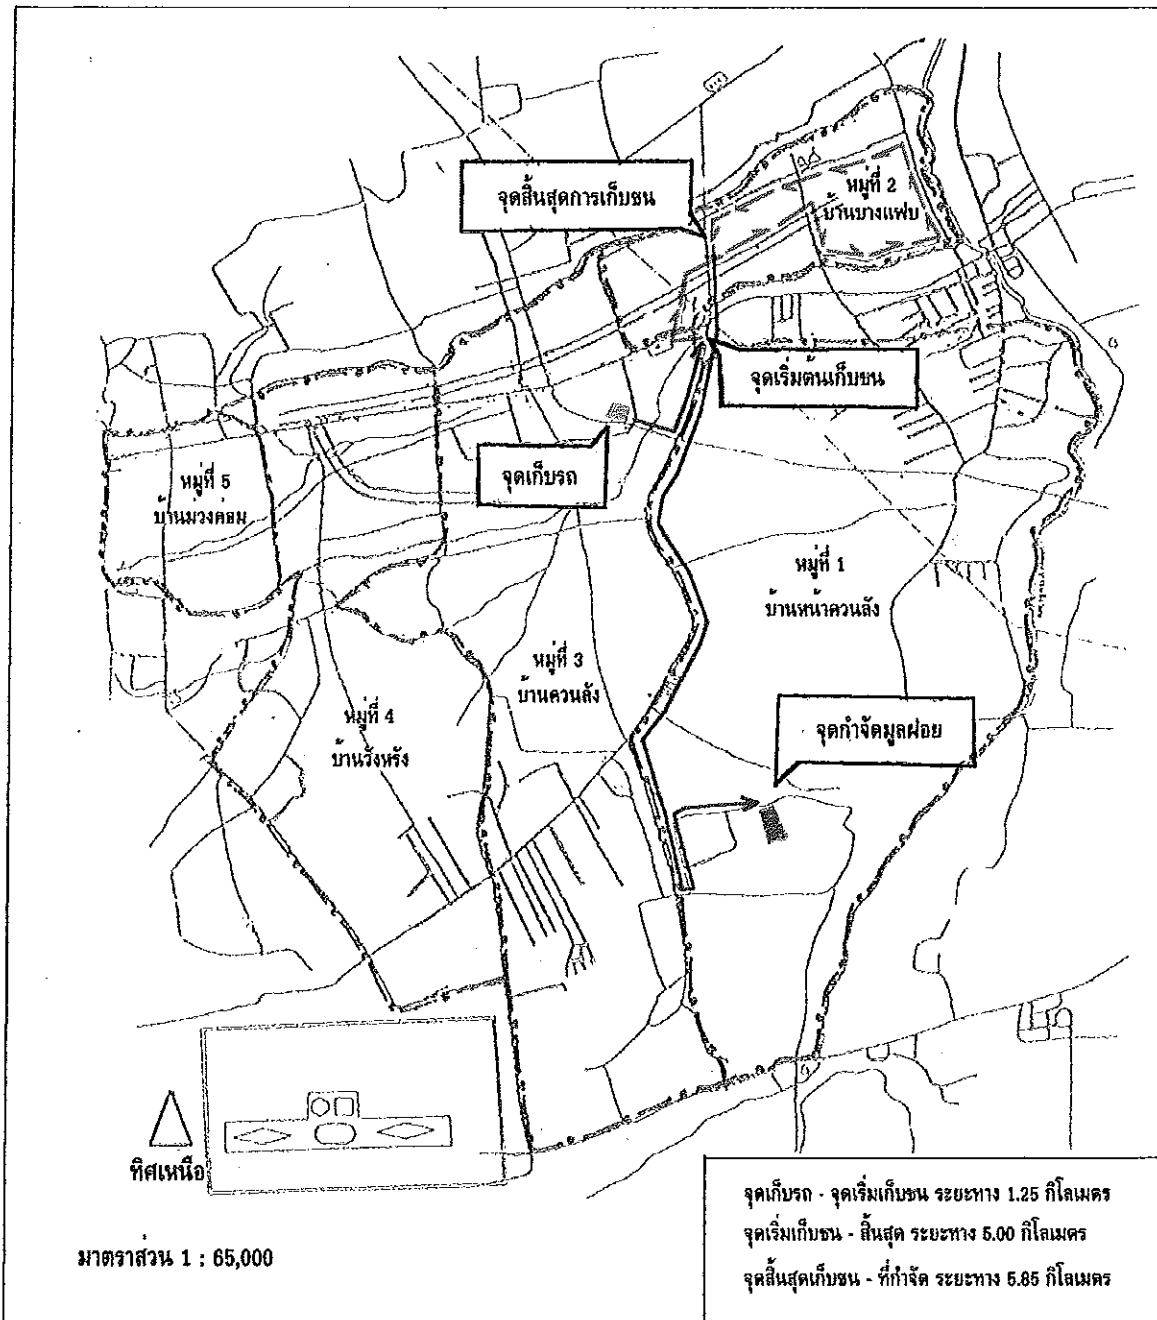 จุดสิ้นสุดการเก็บขน
หมู่ที่ 2
บ้านบางแฟบ
จุดเริ่มต้นเก็บขน
จุดเก็บรถ
หมู่ที่ 5
บ้านม่วงค่อม
หมู่ที่ 1
บ้านหน้าควนลัง
หมู่ที่ 3
บ้านควนลัง
หมู่ที่ 4
บ้านวังหรัง
จุดกำจัดมูลฝอย
ทิศเหนือ
มาตราส่วน 1 : 65,000
จุดเก็บรถ - จุดเริ่มเก็บขน ระยะทาง 1.25 กิโลเมตร
จุดเริ่มเก็บขน - สิ้นสุด ระยะทาง 5.00 กิโลเมตร
จุดสิ้นสุดเก็บขน - ที่กำจัด ระยะทาง 5.85 กิโลเมตร